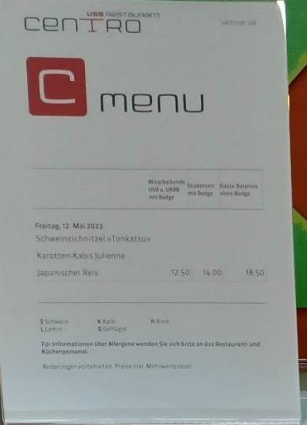 USB RESTAURANT
CENTRO
C menu
Mitarbeitende
USB u. UKBB
mit Badge
Studenten
mit Badge
Gäste Barpreis
ohne Badge
Freitag, 12. Mai 2023
Schweinsschnitzel «Tonkatsu»
Karotten-Kabis Julienne
Japanischer Reis 12.50 14.00 18.50
S Schwein K Kalb R Rind
L Lamm G Geflügel
Für Informationen über Allergene wenden Sie sich bitte an das Restaurant- und
Küchenpersonal.
Änderungen vorbehalten. Preise inkl. Mehrwertsteuer